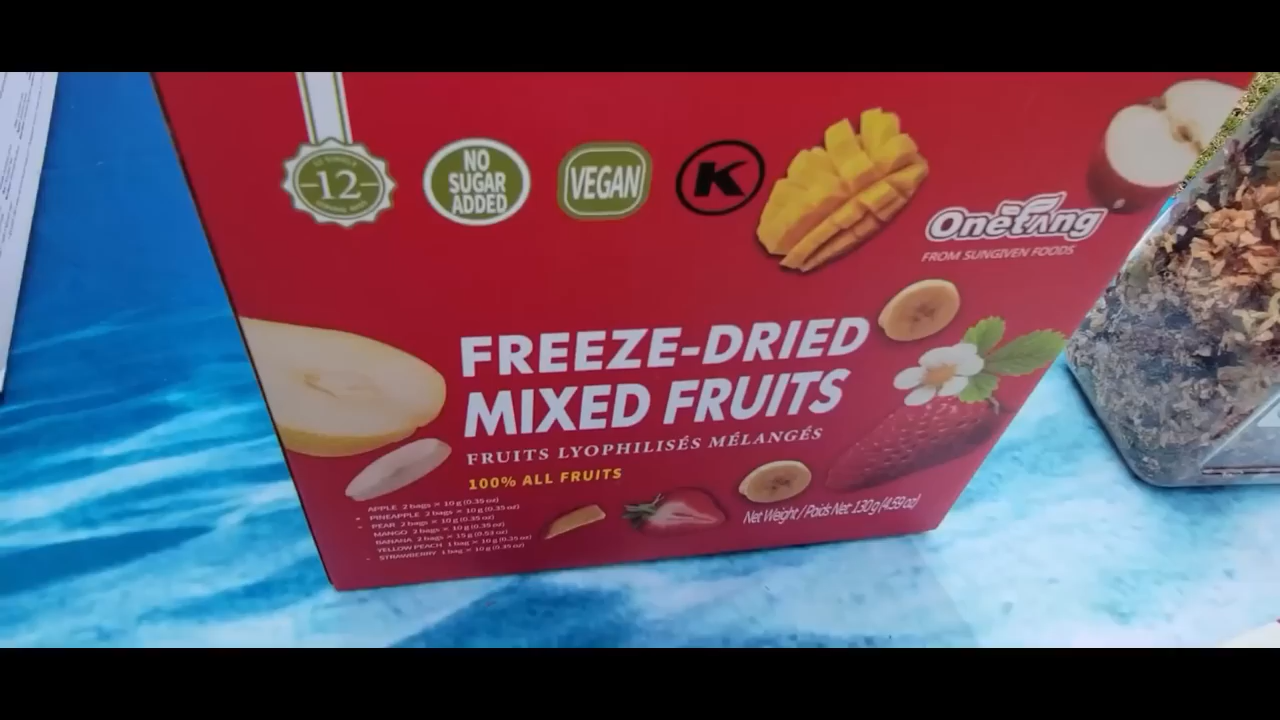 12
NO
SUGAR
ADDED
VEGAN
K
Onetang
FROM SUNGIVEN FOODS
FREEZE-DRIED
MIXED FRUITS
FRUITS LYOPHILISÉS MÉLANGÉS
100% ALL FRUITS
APPLE 2 bags × 10 g (0.35 oz)
PINEAPPLE 2 bags × 10 g (0.35 oz)
PEAR 2 bags × 10 g (0.35 oz)
MANGO 2 bags × 10 g (0.35 oz)
BANANA 2 bags × 15 g (0.53 oz)
YELLOW PEACH 1 bag × 10 g (0.35 oz)
STRAWBERRY 1 bag × 10 g (0.35 oz)
Net Weight / Poids Net: 130 g (4.59 oz)